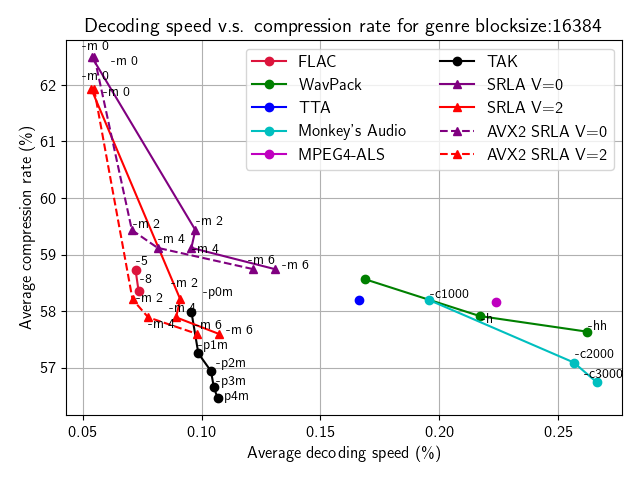 Decoding speed v.s. compression rate for genre blocksize:16384
Average compression rate (%)
62
61
60
59
58
57
0.05
0.10
0.15
0.20
0.25
Average decoding speed (%)
FLAC
WavPack
TTA
Monkey's Audio
MPEG4-ALS
TAK
SRLA V=0
SRLA V=2
AVX2 SRLA V=0
AVX2 SRLA V=2
-m 0
-m 0
-m 0
-m 0
-m 2
-m 2
-m 4
-m 4
-m 6
-m 6
-5
-8
-m 2
-m 2
-p0m
-m 4
-m 4
-m 6
-m 6
-p1m
-p2m
-p3m
-p4m
-c1000
-h
-hh
-c2000
-c3000